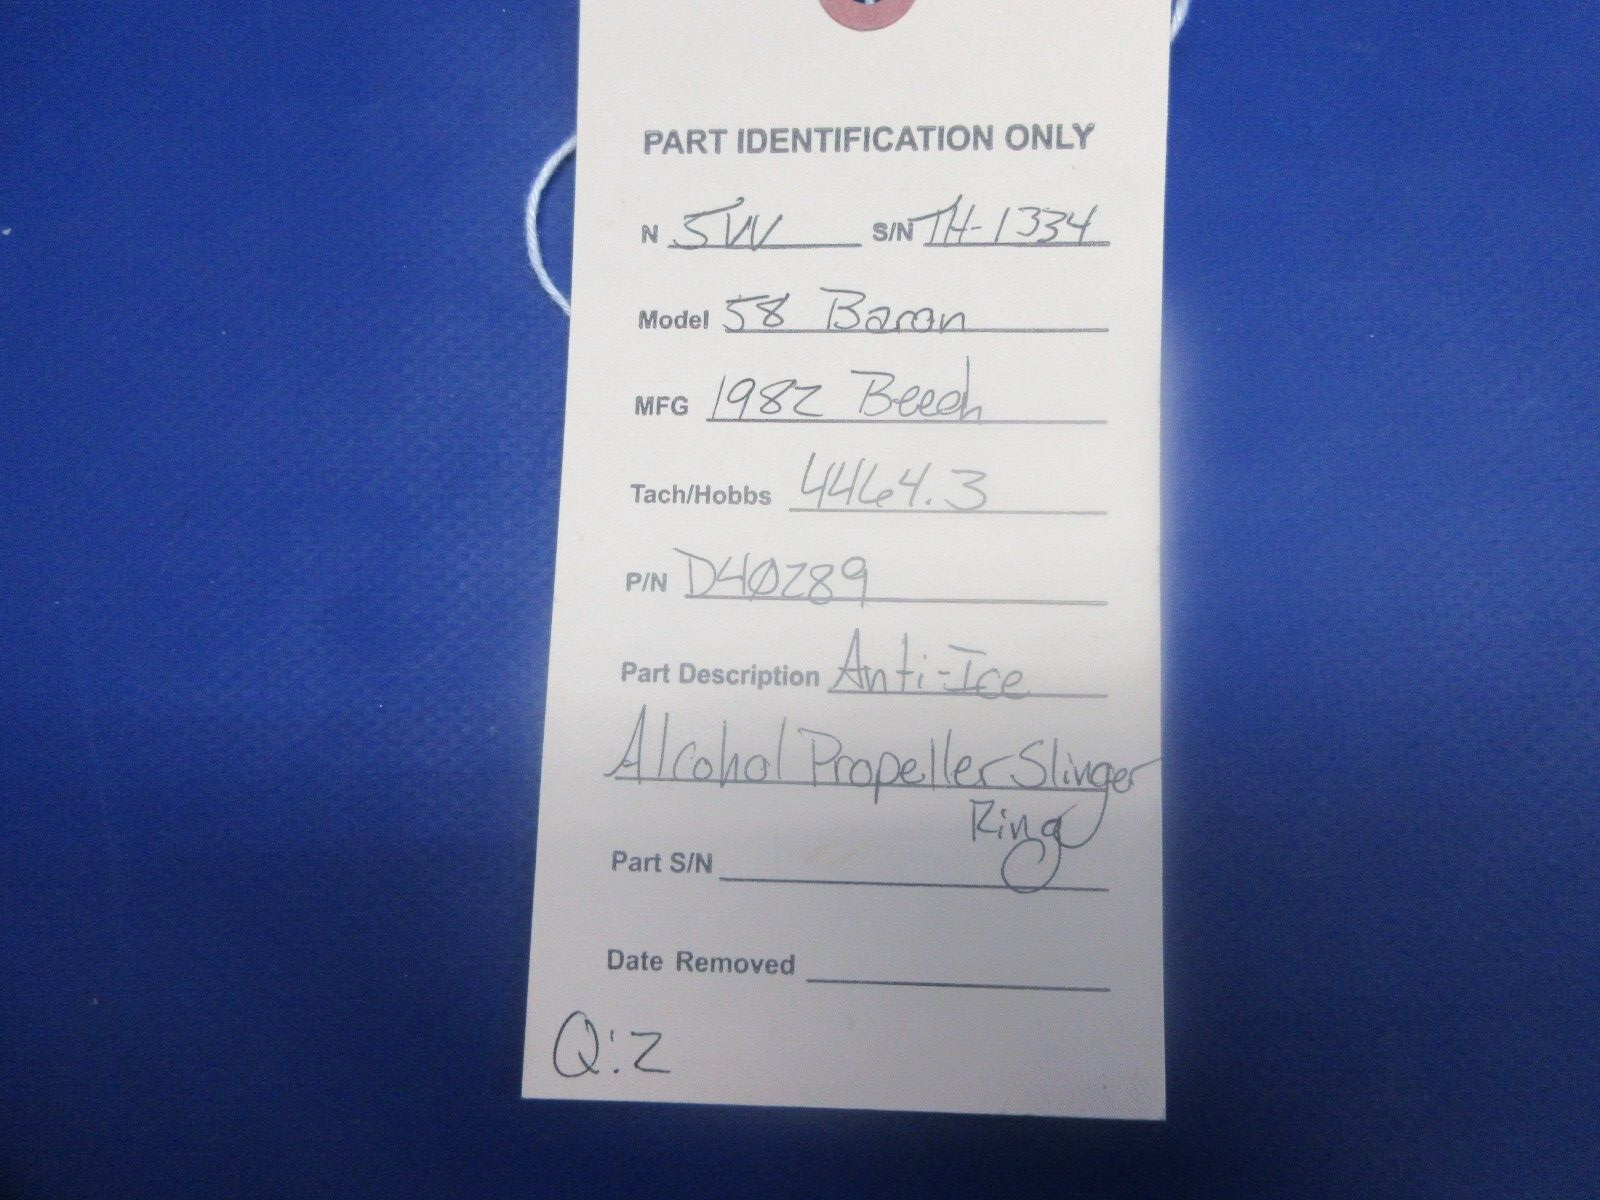 PART IDENTIFICATION ONLY
N 5W S/N TH-1334
Model 58 Baron
MFG 1982 Beech
Tach/Hobbs 4464.3
P/N D40289
Part Description Anti-Ice
Alcohol Propeller Slinger
Ring
Part S/N
Date Removed
Q:2